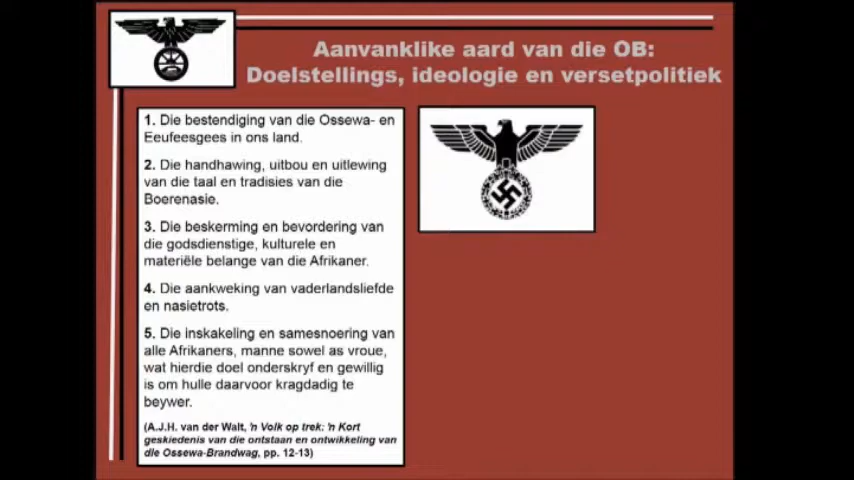 Aanvanklike aard van die OB:
Doelstellings, ideologie en versetpolitiek
1. Die bestendiging van die Ossewa- en
Eeufeesgees in ons land.
2. Die handhawing, uitbou en uitlewing
van die taal en tradisies van die
Boerenasie.
3. Die beskerming en bevordering van
die godsdienstige, kulturele en
materiële belange van die Afrikaner.
4. Die aankweking van vaderlandsliefde
en nasietrots.
5. Die inskakeling en samesnoering van
alle Afrikaners, manne sowel as vroue,
wat hierdie doel onderskryf en gewillig
is om hulle daarvoor kragdadig te
beywer.
(A.J.H. van der Walt, 'n Volk op trek: 'n Kort
geskiedenis van die ontstaan en ontwikkeling van
die Ossewa-Brandwag, pp. 12-13)